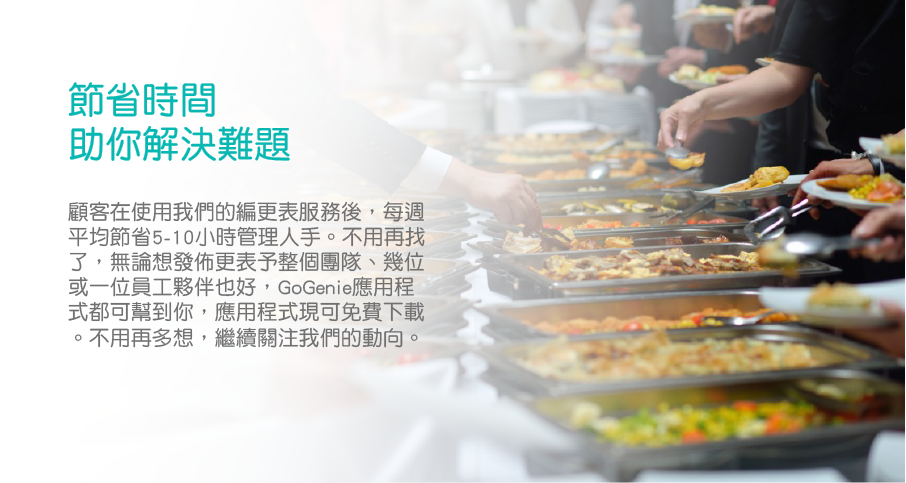 節省時間
助你解決難題
顧客在使用我們的編更表服務後，每週
平均節省5-10小時管理人手。不用再找
了，無論想發佈更表予整個團隊、幾位
或一位員工夥伴也好，GoGenie應用程
式都可幫到你，應用程式現可免費下載
。不用再多想，繼續關注我們的動向。